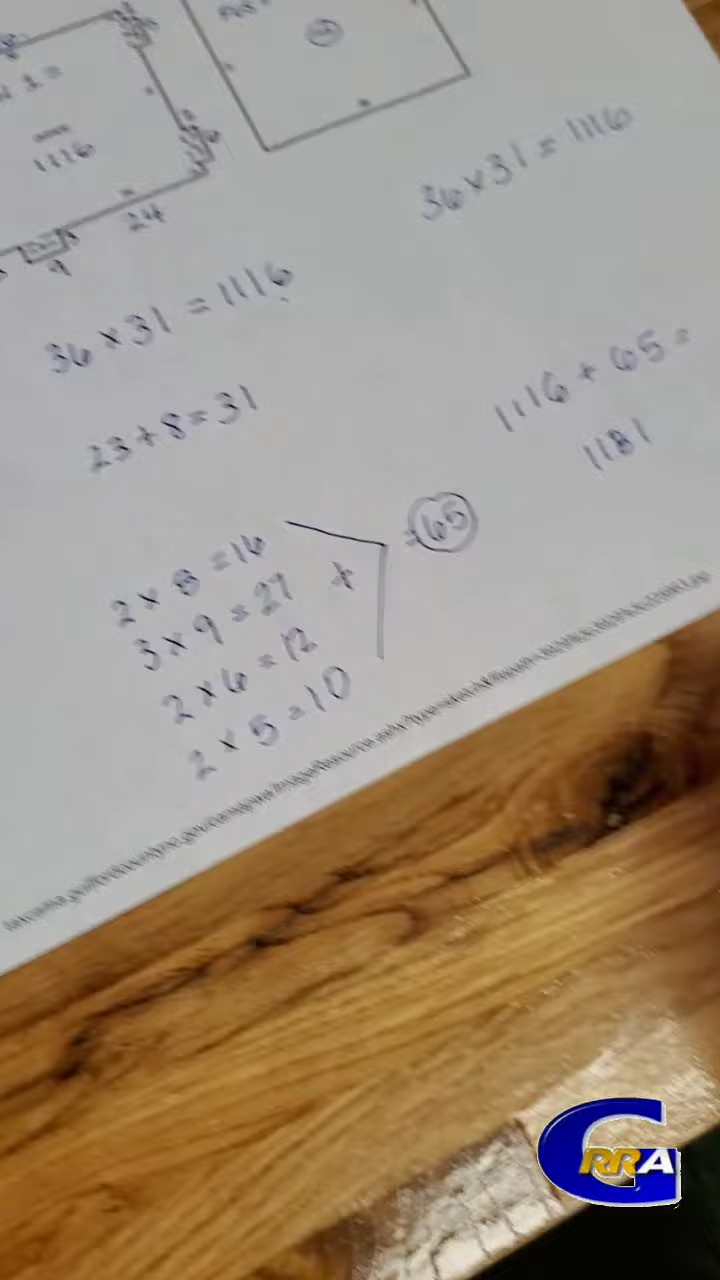 1116
24
9
36 x 31 = 1116
36 x 31 = 1116
23 + 8 = 31
1116 + 65 =
1181
2 x 8 = 16
3 x 9 = 27
2 x 6 = 12
2 x 5 = 10
+
= 65
GRRA